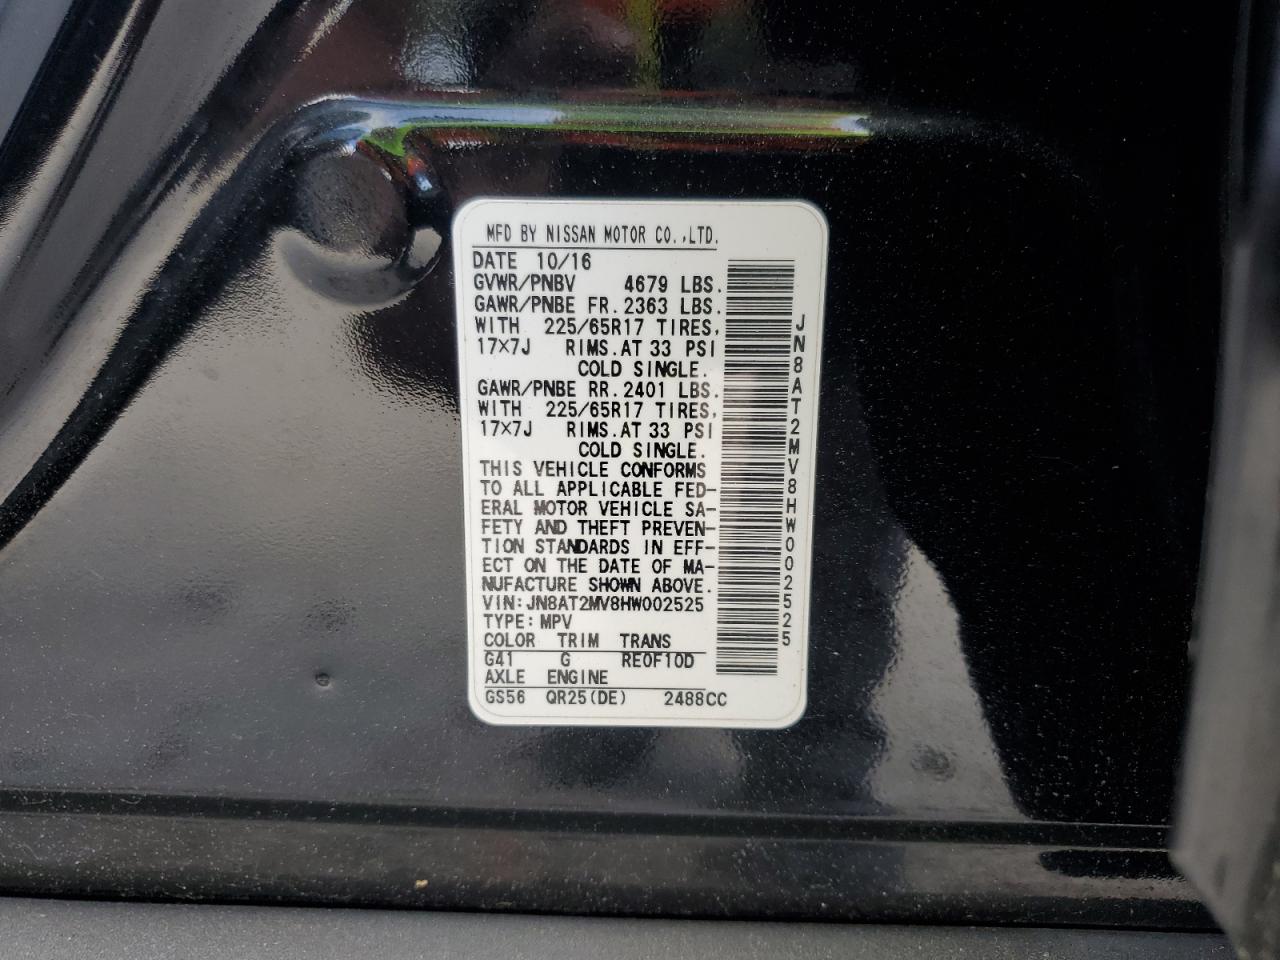 MFD BY NISSAN MOTOR CO.,LTD.
DATE 10/16
GVWR/PNBV 4679 LBS.
GAWR/PNBE FR. 2363 LBS.
WITH 225/65R17 TIRES,
17X7J RIMS.AT 33 PSI
COLD SINGLE.
GAWR/PNBE RR. 2401 LBS.
WITH 225/65R17 TIRES,
17X7J RIMS.AT 33 PSI
COLD SINGLE.
THIS VEHICLE CONFORMS
TO ALL APPLICABLE FED-
ERAL MOTOR VEHICLE SA-
FETY AND THEFT PREVEN-
TION STANDARDS IN EFF-
ECT ON THE DATE OF MA-
NUFACTURE SHOWN ABOVE.
VIN: JN8AT2MV8HW002525
TYPE: MPV
COLOR TRIM TRANS
G41 G RE0F10D
AXLE ENGINE
GS56 QR25(DE) 2488CC
JN8AT2MV8HW002525